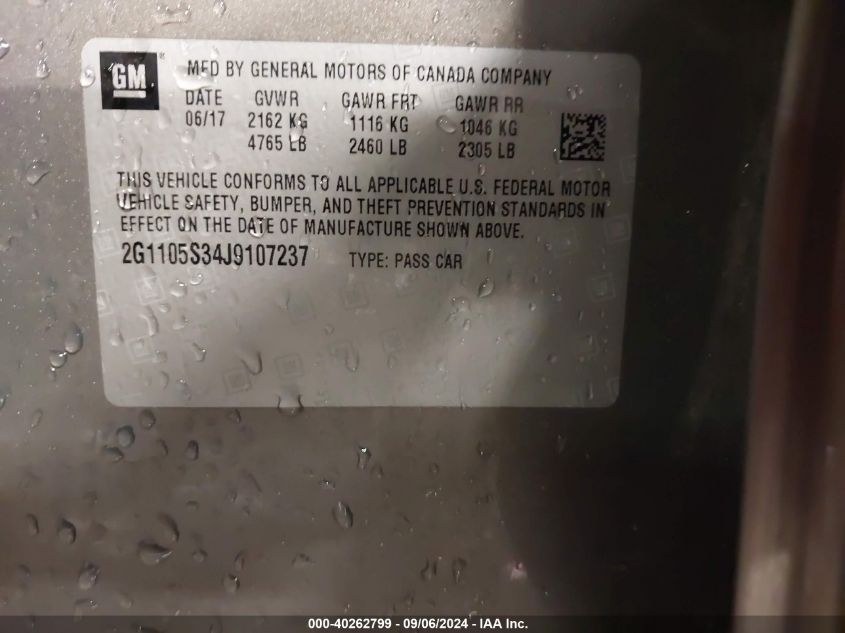 GM
MFD BY GENERAL MOTORS OF CANADA COMPANY
DATE GVWR GAWR FRT GAWR RR
06/17 2162 KG 1116 KG 1046 KG
4765 LB 2460 LB 2305 LB
THIS VEHICLE CONFORMS TO ALL APPLICABLE U.S. FEDERAL MOTOR
VEHICLE SAFETY, BUMPER, AND THEFT PREVENTION STANDARDS IN
EFFECT ON THE DATE OF MANUFACTURE SHOWN ABOVE.
2G1105S34J9107237 TYPE: PASS CAR
000-40262799 - 09/06/2024 - IAA Inc.